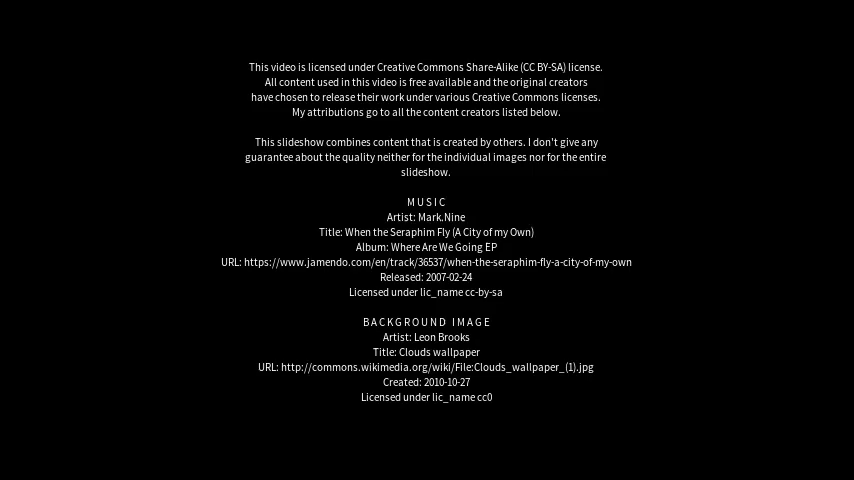 This video is licensed under Creative Commons Share-Alike (CC BY-SA) license.
All content used in this video is free available and the original creators
have chosen to release their work under various Creative Commons licenses.
My attributions go to all the content creators listed below.
This slideshow combines content that is created by others. I don't give any
guarantee about the quality neither for the individual images nor for the entire
slideshow.
MUSIC
Artist: Mark.Nine
Title: When the Seraphim Fly (A City of my Own)
Album: Where Are We Going EP
URL: https://www.jamendo.com/en/track/36537/when-the-seraphim-fly-a-city-of-my-own
Released: 2007-02-24
Licensed under lic_name cc-by-sa
BACKGROUND IMAGE
Artist: Leon Brooks
Title: Clouds wallpaper
URL: http://commons.wikimedia.org/wiki/File:Clouds_wallpaper_(1).jpg
Created: 2010-10-27
Licensed under lic_name cc0